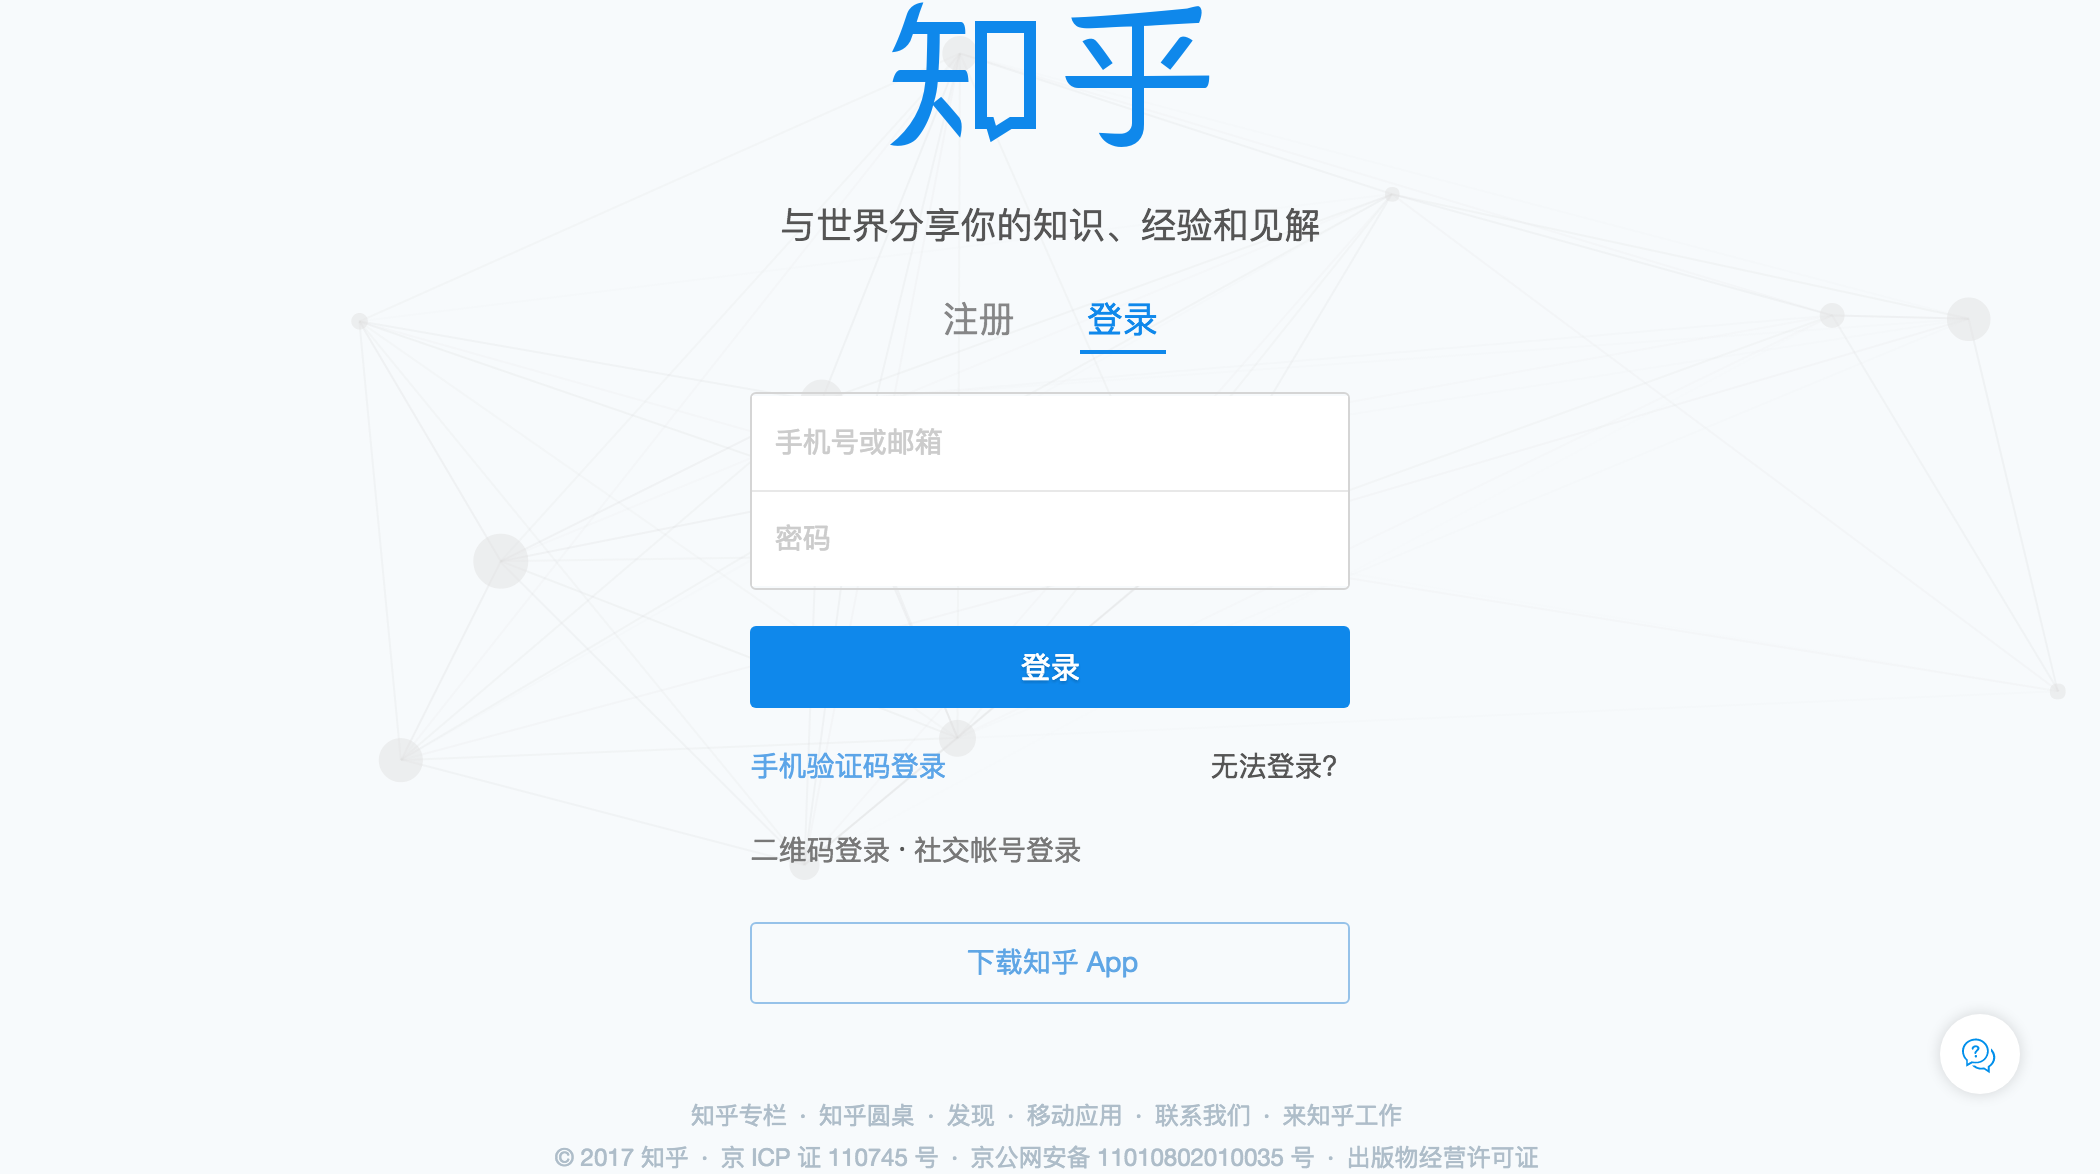 知乎
与世界分享你的知识、经验和见解
注册 登录
手机号或邮箱
密码
登录
手机验证码登录 无法登录?
二维码登录 · 社交帐号登录
下载知乎 App
?
知乎专栏 · 知乎圆桌 · 发现 · 移动应用 · 联系我们 · 来知乎工作
© 2017 知乎 · 京 ICP 证 110745 号 · 京公网安备 11010802010035 号 · 出版物经营许可证